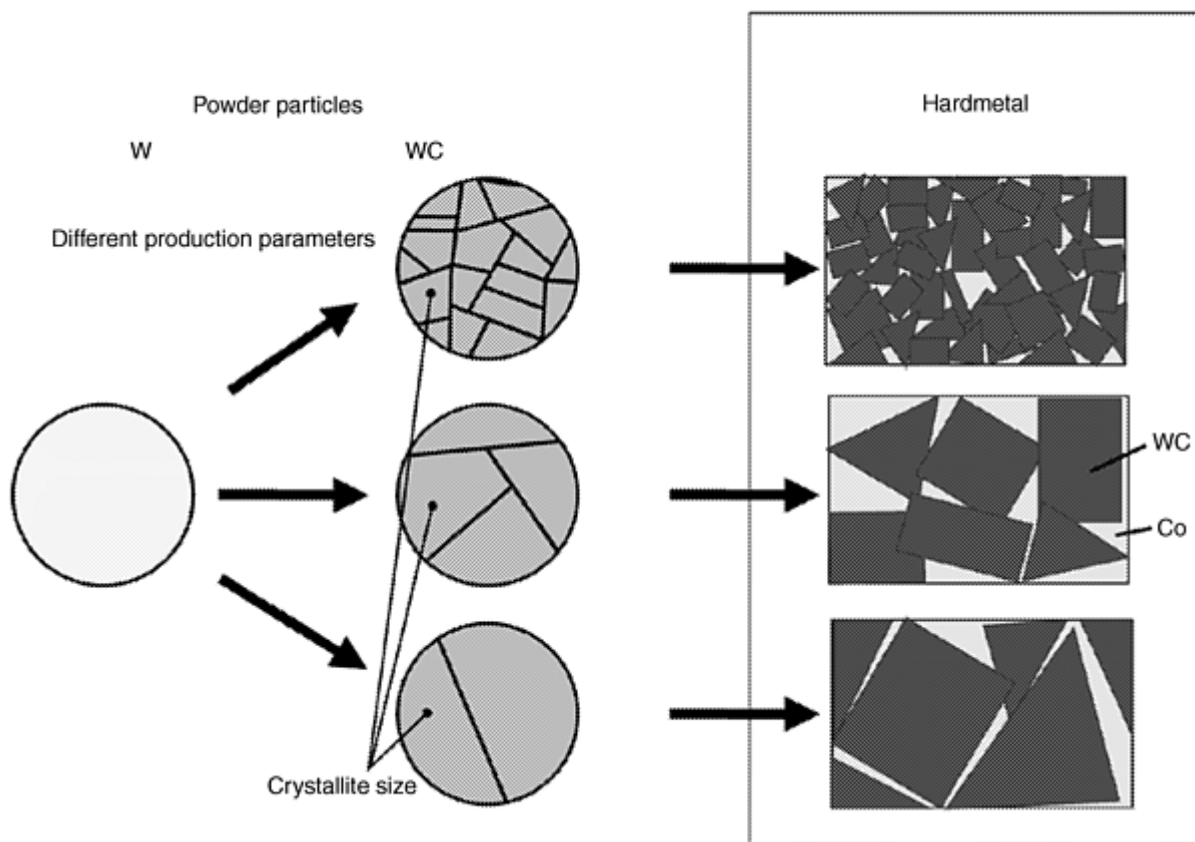 Powder particles
Hardmetal
W
WC
Different production parameters
WC
Co
Crystallite size